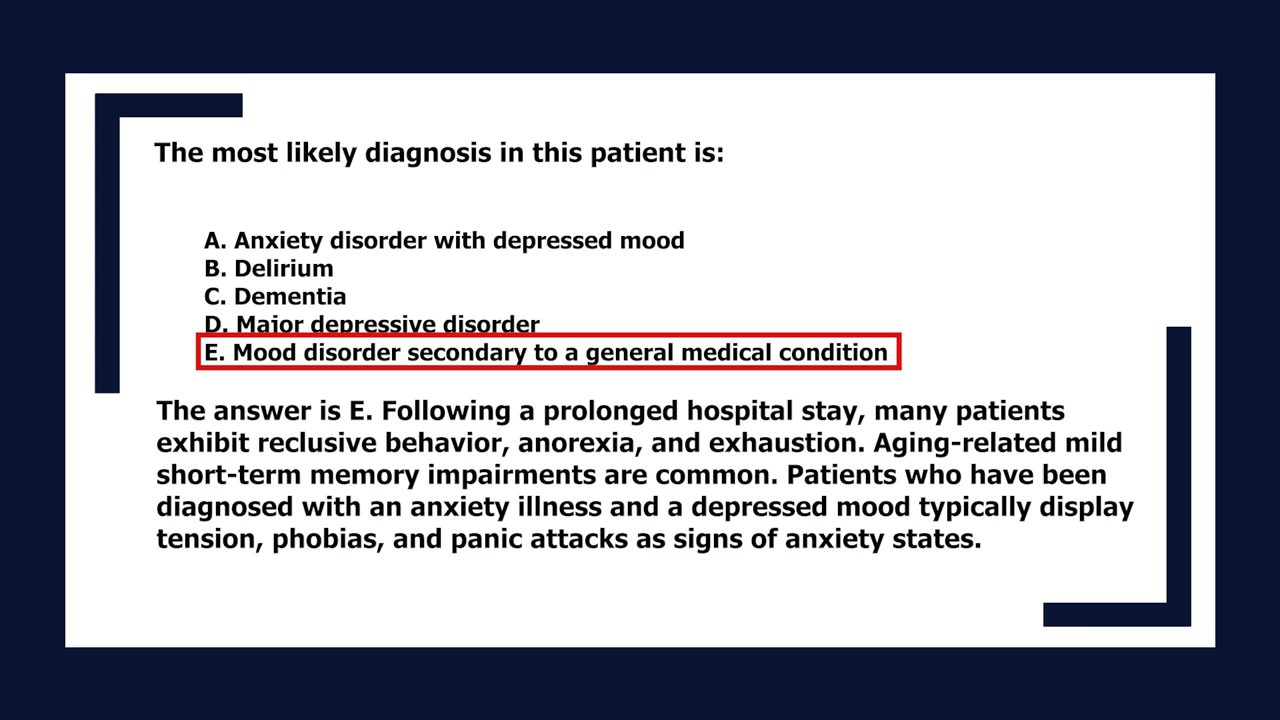 The most likely diagnosis in this patient is:
A. Anxiety disorder with depressed mood
B. Delirium
C. Dementia
D. Major depressive disorder
E. Mood disorder secondary to a general medical condition
The answer is E. Following a prolonged hospital stay, many patients
exhibit reclusive behavior, anorexia, and exhaustion. Aging-related mild
short-term memory impairments are common. Patients who have been
diagnosed with an anxiety illness and a depressed mood typically display
tension, phobias, and panic attacks as signs of anxiety states.